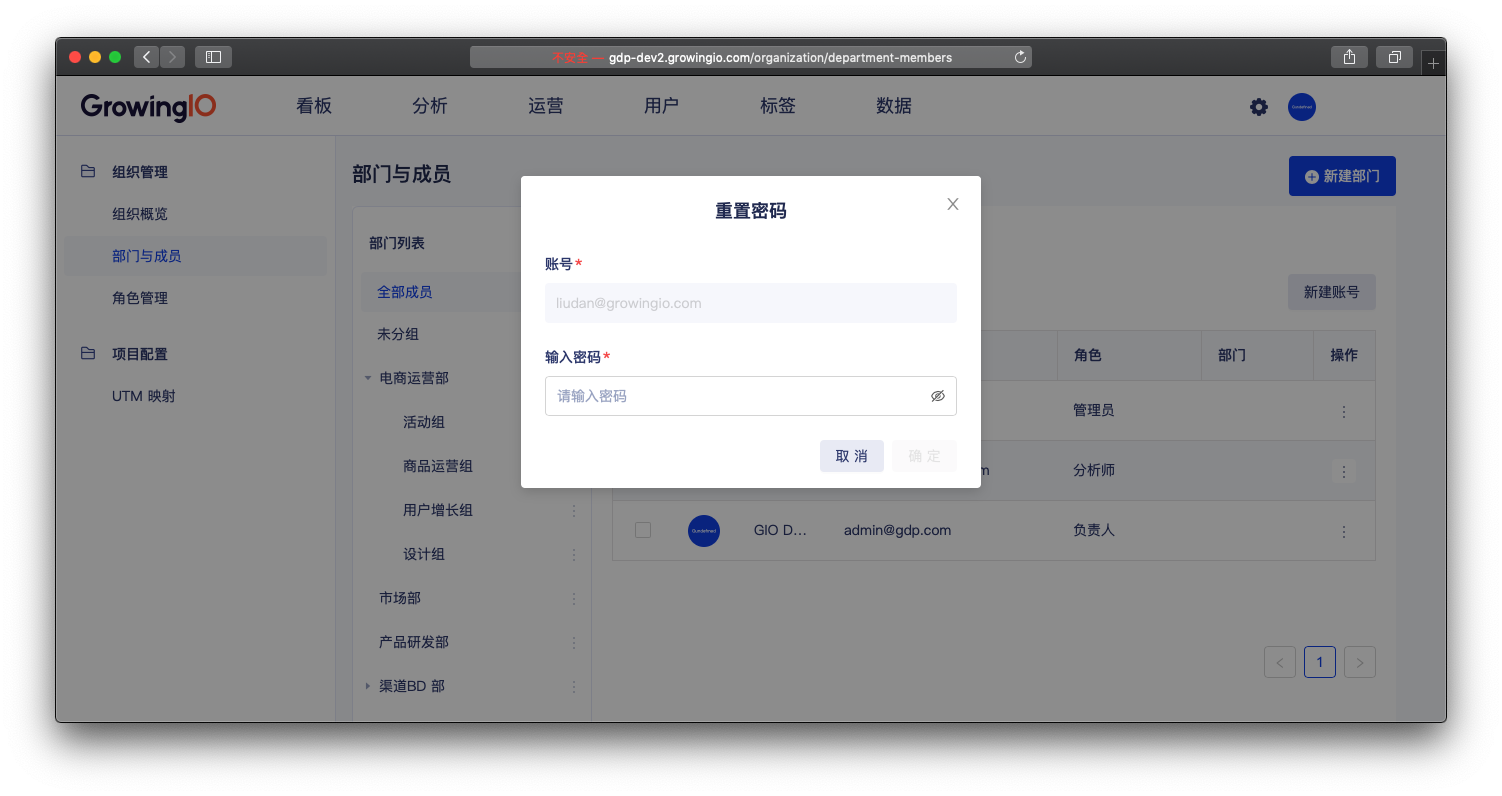 不安全 — gdp-dev2.growingio.com/organization/department-members
GrowingIO
看板
分析
运营
用户
标签
数据
组织管理
组织概览
部门与成员
角色管理
项目配置
UTM 映射
部门与成员
新建部门
部门列表
全部成员
未分组
电商运营部
活动组
商品运营组
用户增长组
设计组
市场部
产品研发部
渠道BD 部
重置密码
账号*
liudan@growingio.com
输入密码*
请输入密码
取 消
确 定
新建账号
角色
部门
操作
管理员
m
分析师
GIO D...
admin@gdp.com
负责人
1